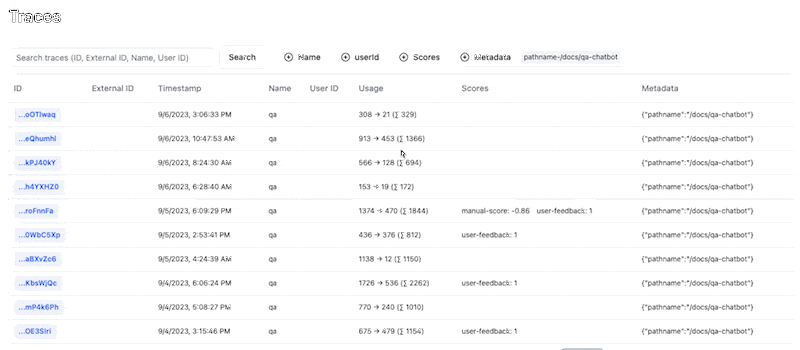 Traces
Search traces (ID, External ID, Name, User ID) Search Name userId Scores Metadata pathname-/docs/qa-chatbot
ID External ID Timestamp Name User ID Usage Scores Metadata
...oOTlwaq 9/6/2023, 3:06:33 PM qa 308 → 21 (∑ 329) {"pathname":"/docs/qa-chatbot"}
...eQhumhl 9/6/2023, 10:47:53 AM qa 913 → 453 (∑ 1366) {"pathname":"/docs/qa-chatbot"}
...kPJ40kY 9/6/2023, 8:24:30 AM qa 566 → 128 (∑ 694) {"pathname":"/docs/qa-chatbot"}
...h4YXHZ0 9/6/2023, 6:28:40 AM qa 153 → 19 (∑ 172) {"pathname":"/docs/qa-chatbot"}
...roFnnFa 9/5/2023, 6:09:29 PM qa 1374 → 470 (∑ 1844) manual-score: -0.86 user-feedback: 1 {"pathname":"/docs/qa-chatbot"}
...0WbC5Xp 9/5/2023, 2:53:41 PM qa 436 → 376 (∑ 812) user-feedback: 1 {"pathname":"/docs/qa-chatbot"}
...aBXvZc6 9/5/2023, 4:24:39 AM qa 1138 → 12 (∑ 1150) {"pathname":"/docs/qa-chatbot"}
...KbsWjQc 9/4/2023, 6:06:24 PM qa 1726 → 536 (∑ 2262) user-feedback: 1 {"pathname":"/docs/qa-chatbot"}
...mP4k6Ph 9/4/2023, 5:08:27 PM qa 770 → 240 (∑ 1010) {"pathname":"/docs/qa-chatbot"}
...OE3SIri 9/4/2023, 3:15:46 PM qa 675 → 479 (∑ 1154) user-feedback: 1 {"pathname":"/docs/qa-chatbot"}